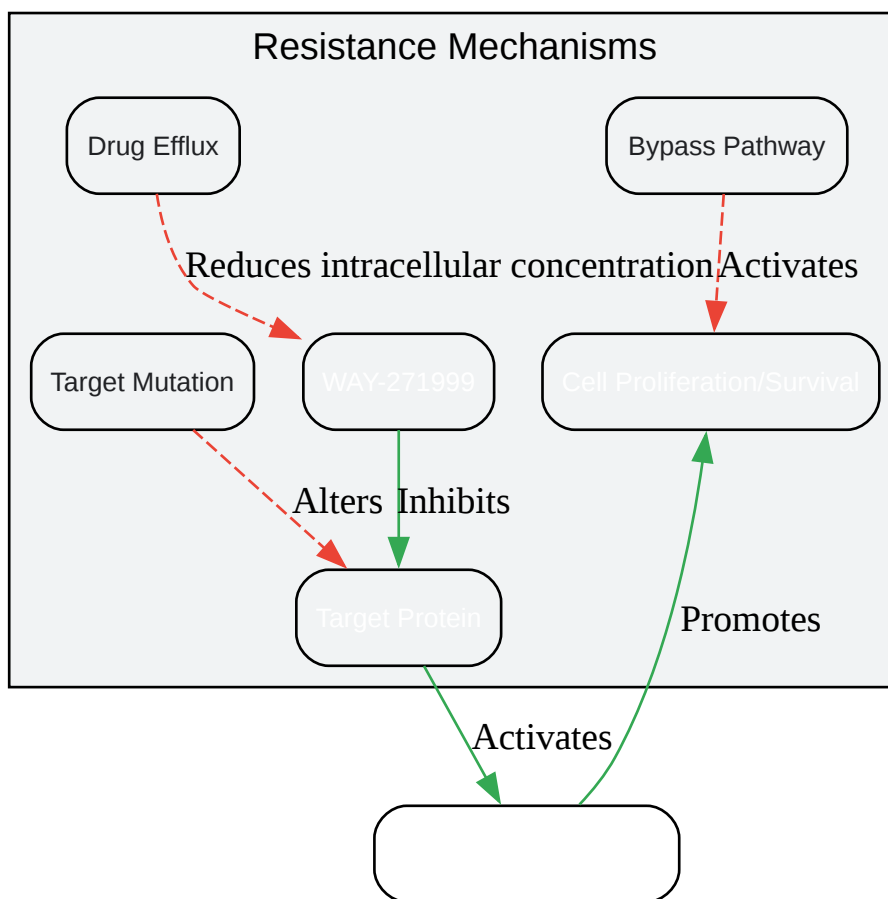 Resistance Mechanisms
Drug Efflux
Bypass Pathway
Reduces intracellular concentration
Activates
Target Mutation
WAY-271999
Cell Proliferation/Survival
Alters
Inhibits
Target Protein
Promotes
Activates